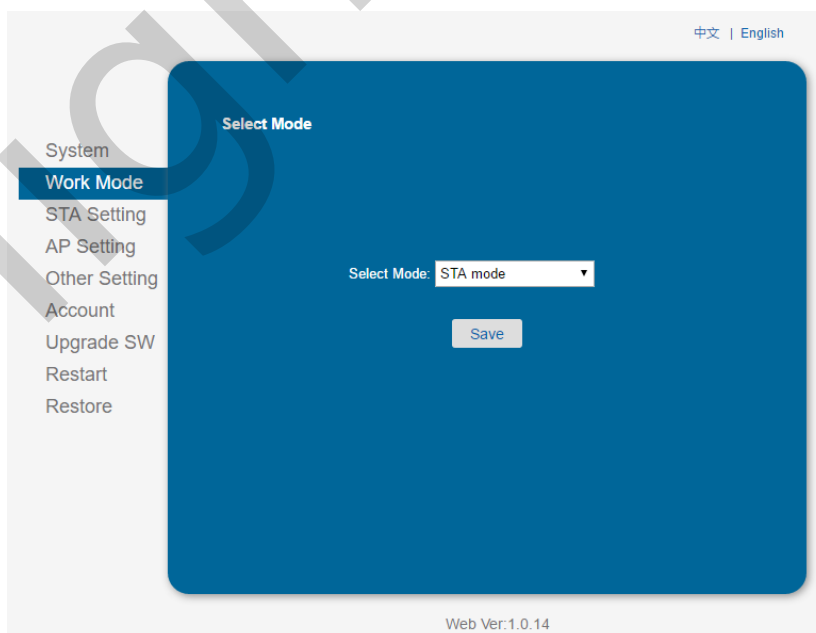 中文 | English
Select Mode
System
Work Mode
STA Setting
AP Setting
Other Setting
Account
Upgrade SW
Restart
Restore
Select Mode: STA mode
Save
Web Ver:1.0.14